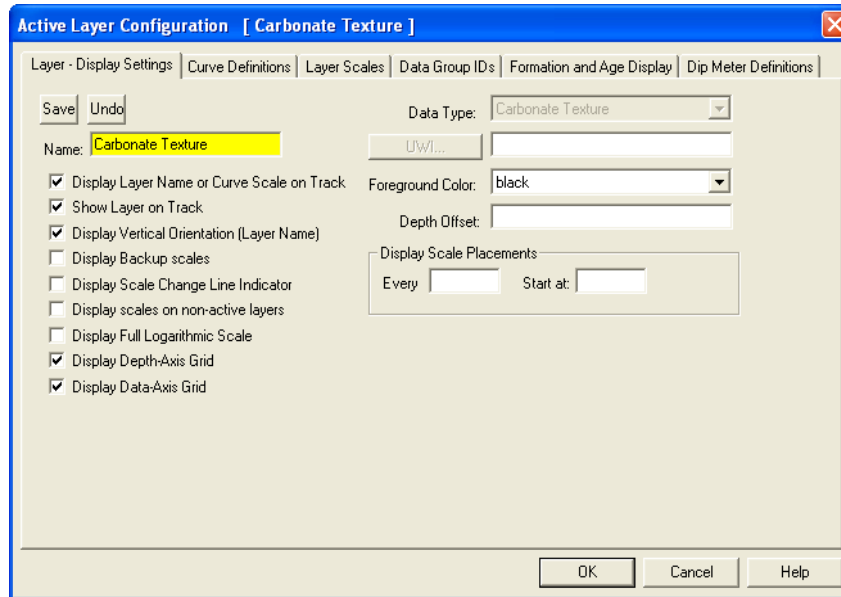 Active Layer Configuration [ Carbonate Texture ]
Layer - Display Settings Curve Definitions Layer Scales Data Group IDs Formation and Age Display Dip Meter Definitions
Save Undo
Name: Carbonate Texture
Display Layer Name or Curve Scale on Track
Show Layer on Track
Display Vertical Orientation (Layer Name)
Display Backup scales
Display Scale Change Line Indicator
Display scales on non-active layers
Display Full Logarithmic Scale
Display Depth-Axis Grid
Display Data-Axis Grid
Data Type: Carbonate Texture
UWI...
Foreground Color: black
Depth Offset:
Display Scale Placements
Every Start at:
OK Cancel Help